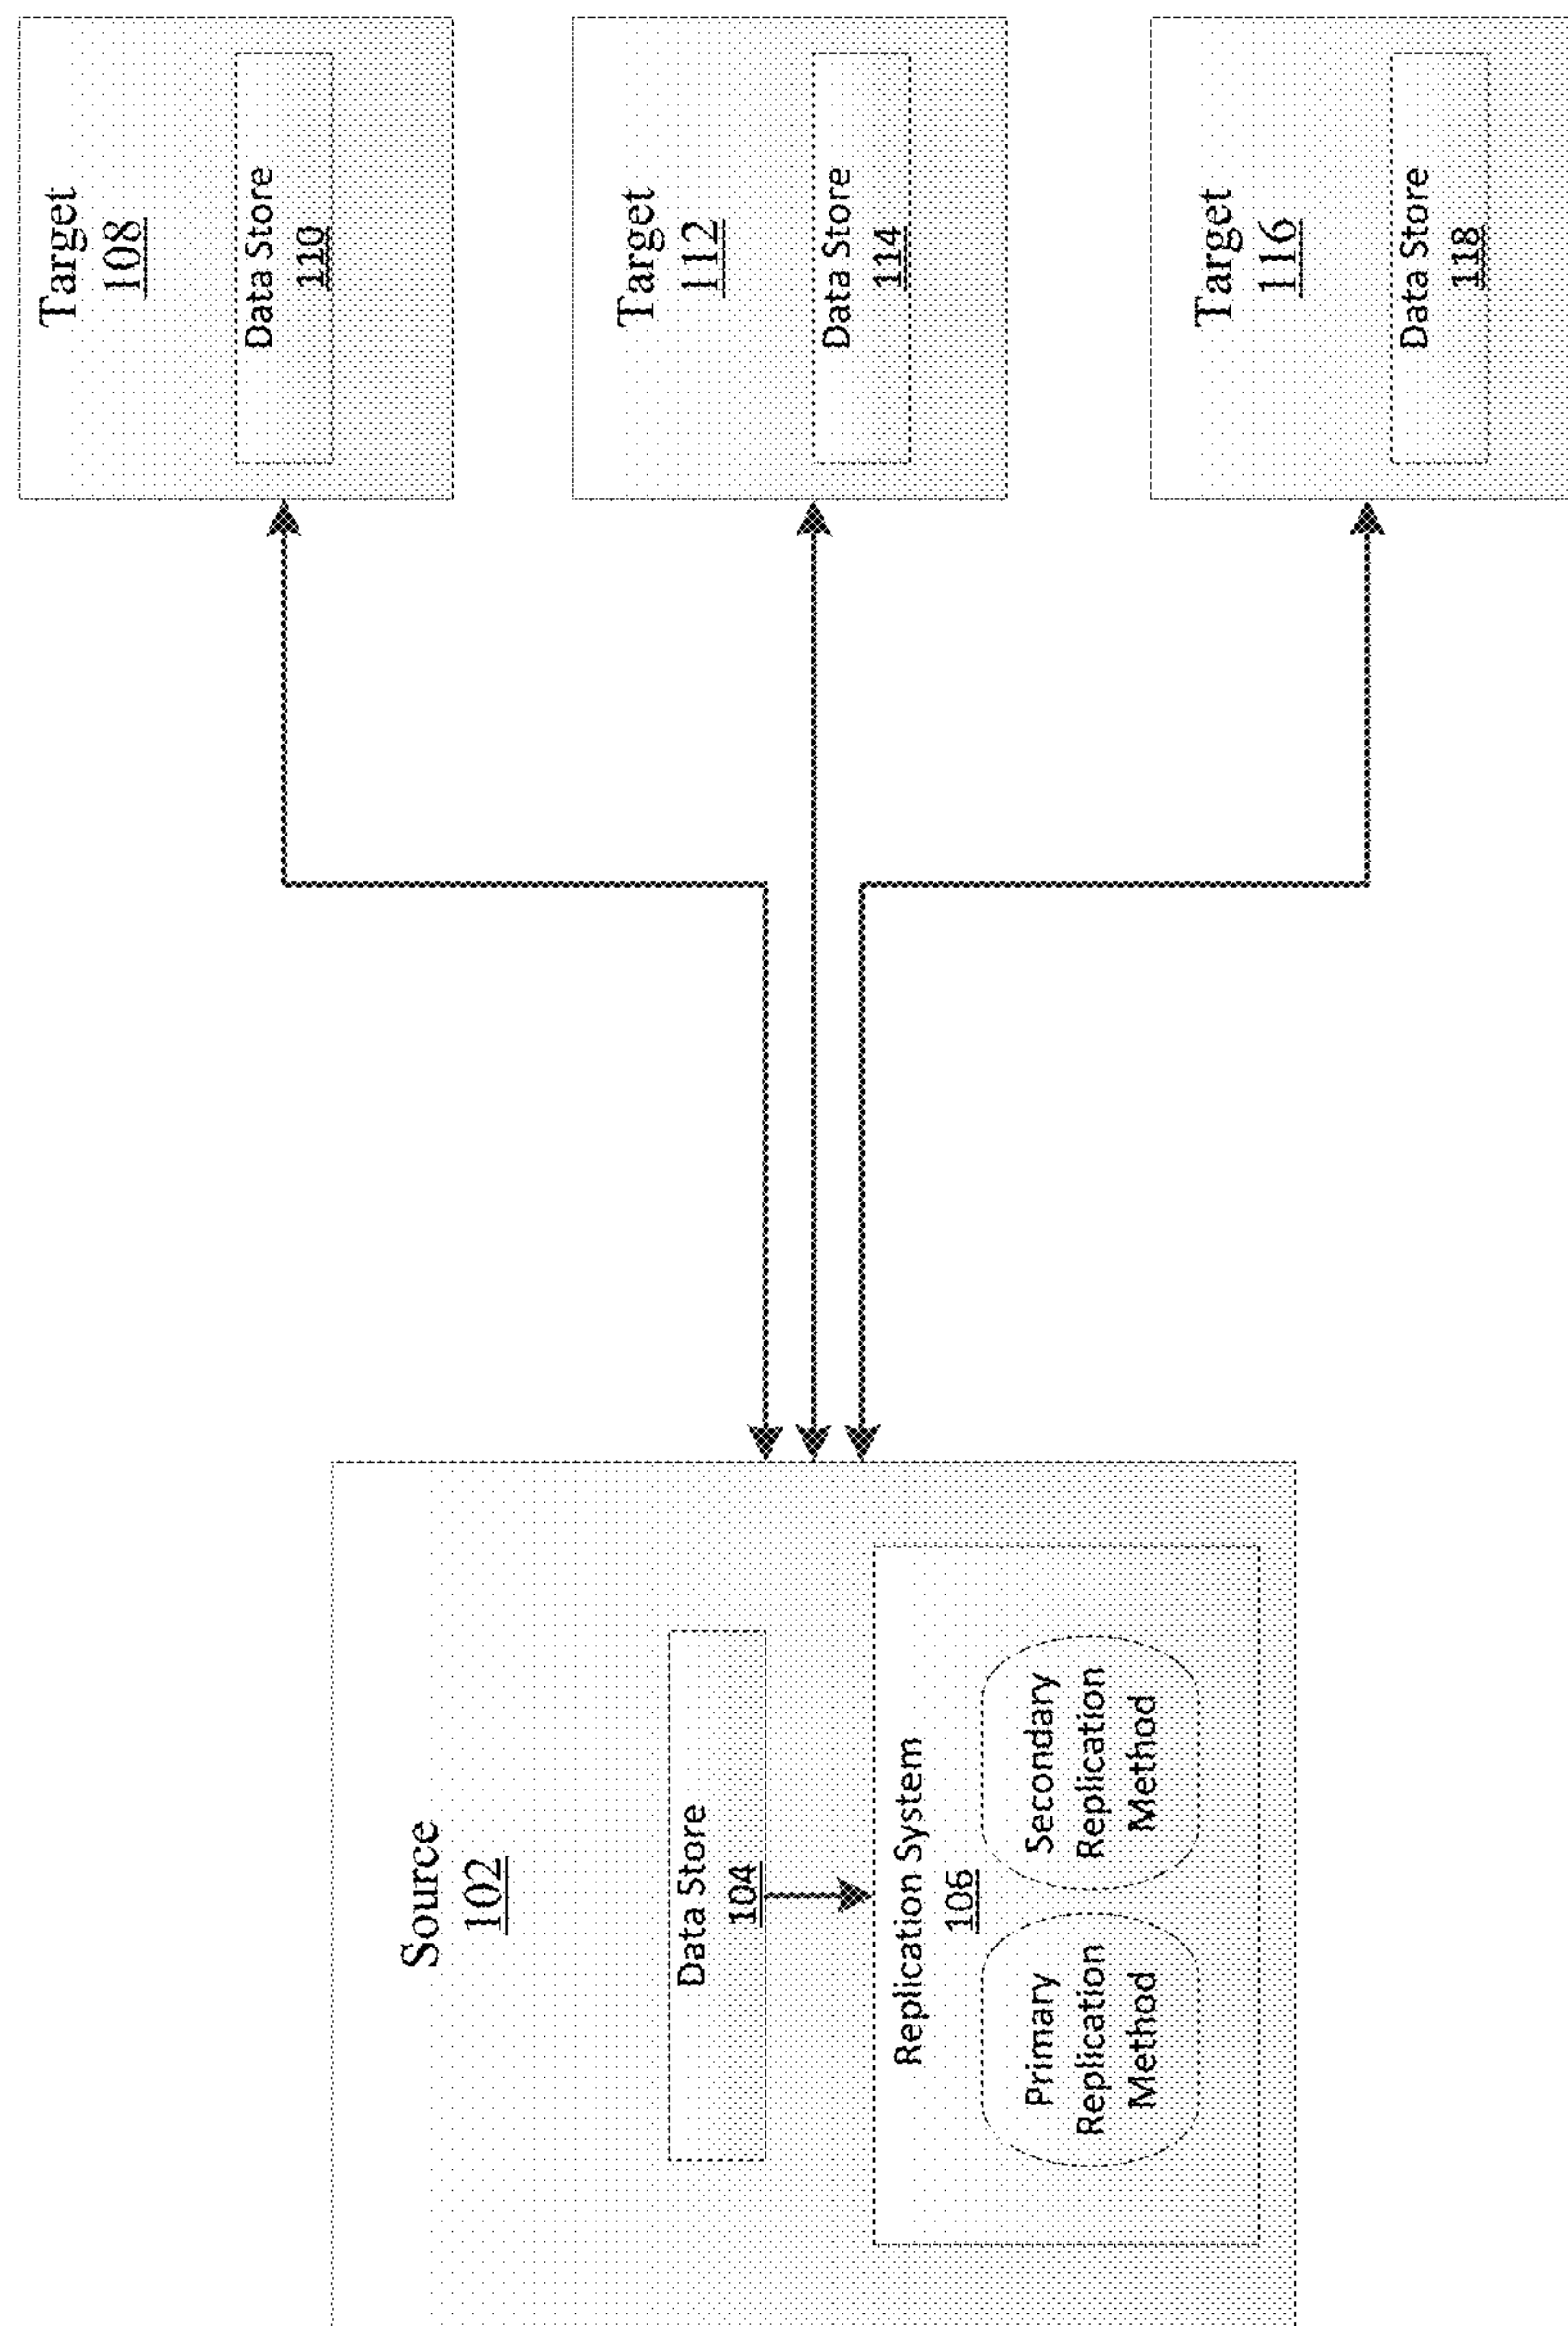 Source
102
Data Store
104
Replication System
106
Primary
Replication
Method
Secondary
Replication
Method
Target
108
Data Store
110
Target
112
Data Store
114
Target
116
Data Store
118